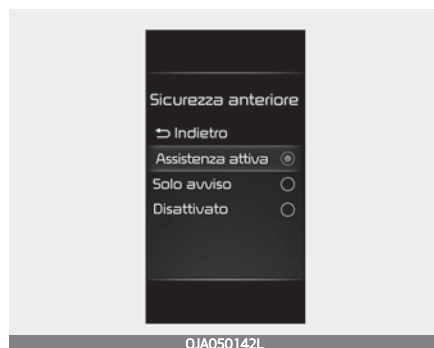 Sicurezza anteriore
Indietro
Assistenza attiva
Solo avviso
Disattivato
OJA050142L